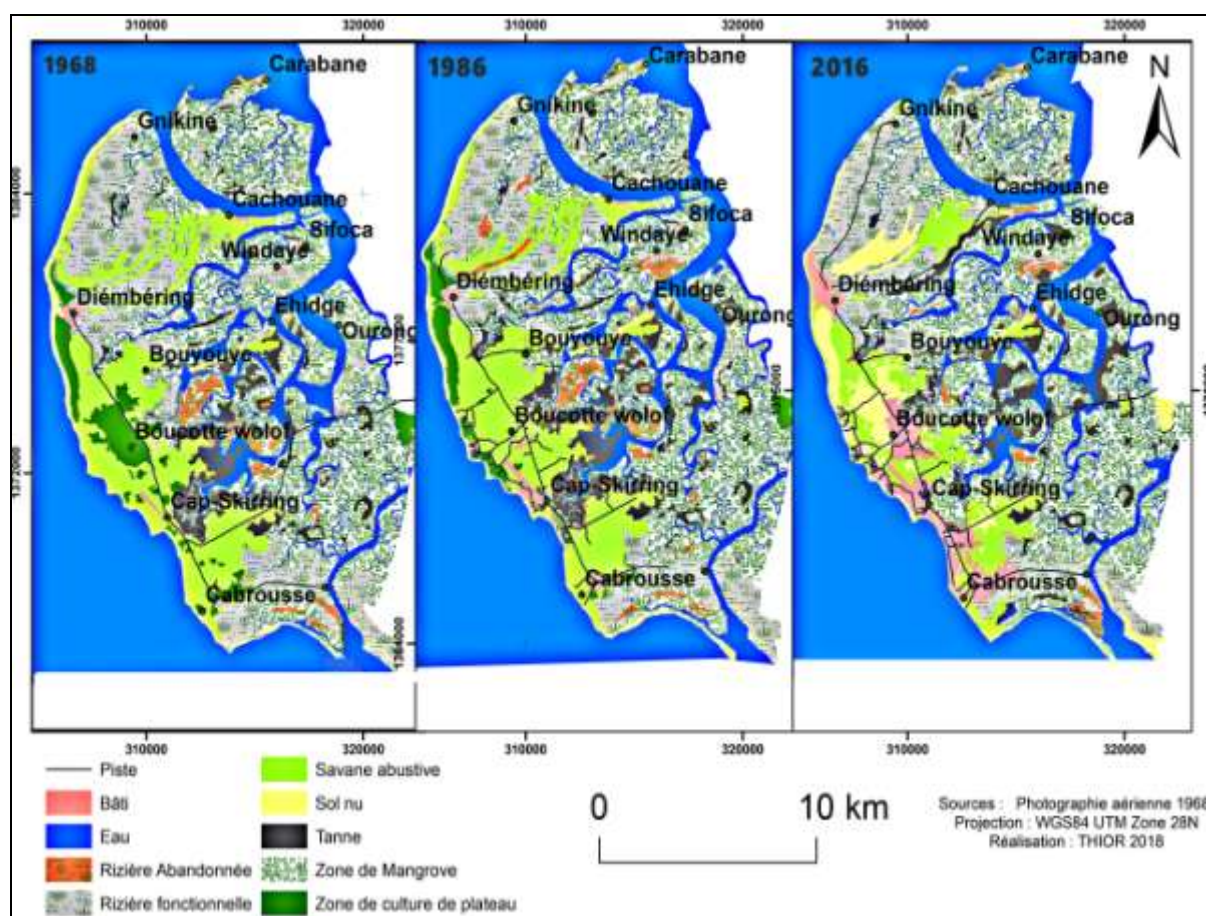 310000 320000 310000 320000 310000 320000
1968 1986 2016
N
Carabane Carabane Carabane
Gnikine Gnikine Gnikine
Cachouane Cachouane Cachouane
Sifoca Sifoca Sifoca
Windaye Windaye Windaye
Diémbéring Diémbéring Diémbéring
Ehidge Ehidge Ehidge
Ourong Ourong Ourong
Bouyouye Bouyouye Bouyouye
Boucotte wolof Boucotte wolof Boucotte wolof
Cap-Skirring Cap-Skirring Cap-Skirring
Cabrousse Cabrousse Cabrousse
1372000
310000 320000 310000 320000 310000 320000
Piste
Bâti
Eau
Rizière Abandonnée
Rizière fonctionnelle
Savane abustive
Sol nu
Tanne
Zone de Mangrove
Zone de culture de plateau
0 10 km
Sources : Photographie aérienne 1968
Projection : WGS84 UTM Zone 28N
Réalisation : THIOR 2018